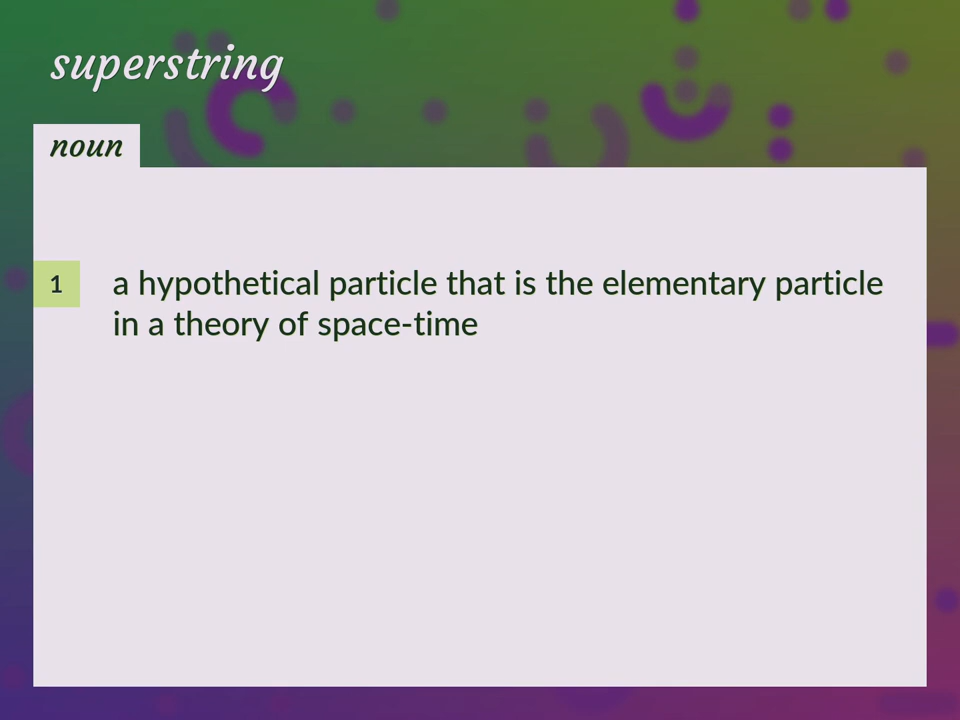 superstring
noun
1
a hypothetical particle that is the elementary particle
in a theory of space-time